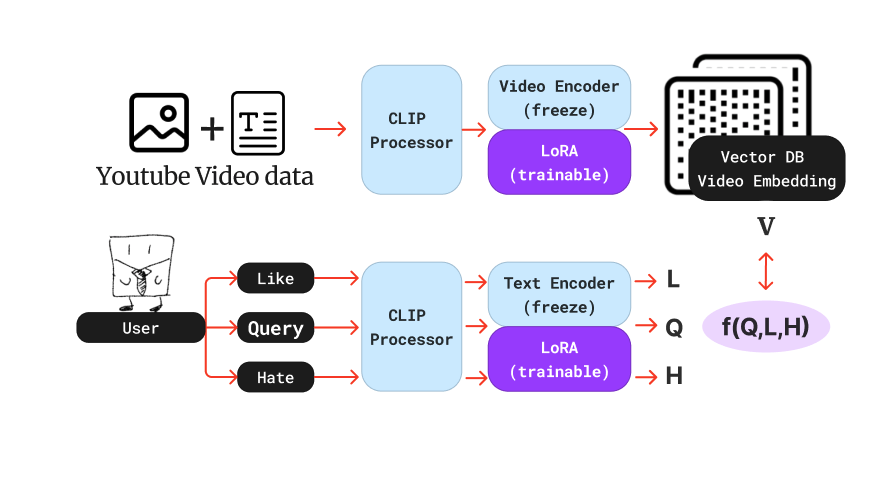 T
+
Youtube Video data
CLIP
Processor
Video Encoder
(freeze)
LoRA
(trainable)
Vector DB
Video Embedding
V
User
Like
Query
Hate
CLIP
Processor
Text Encoder
(freeze)
LoRA
(trainable)
L
Q
H
f(Q,L,H)